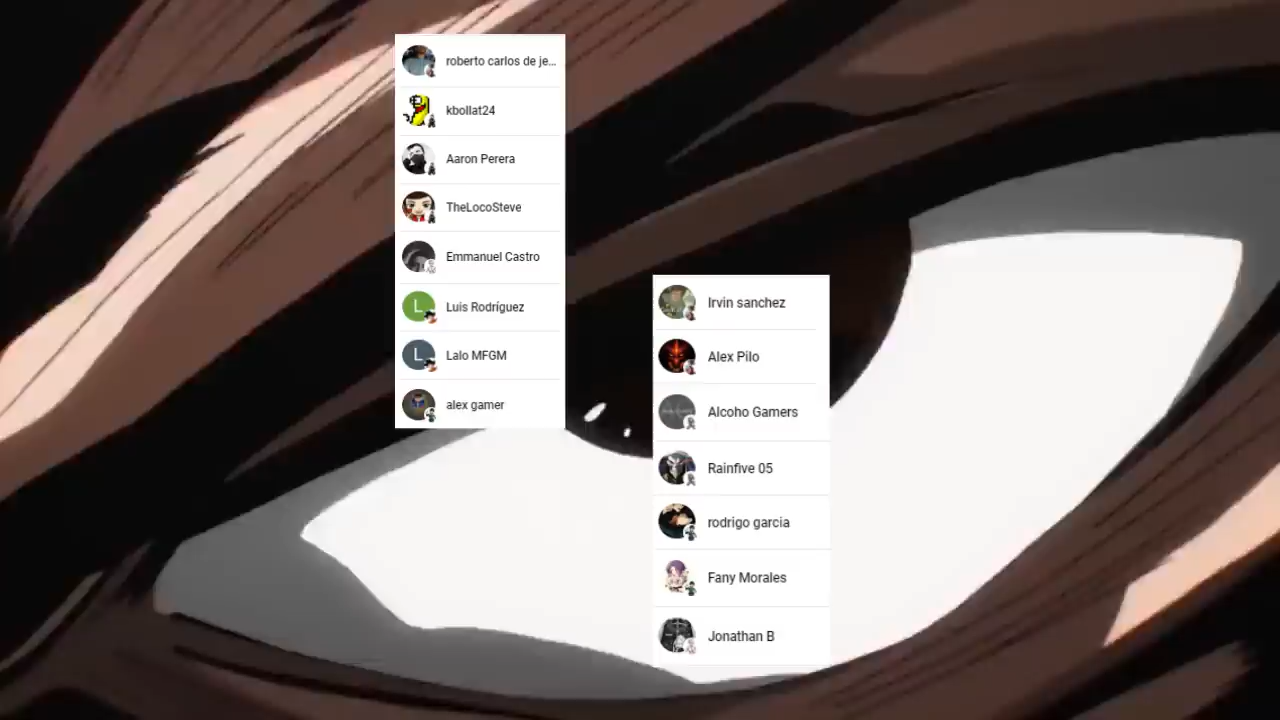 roberto carlos de je...
kbollat24
Aaron Perera
TheLocoSteve
Emmanuel Castro
L
Luis Rodríguez
L
Lalo MFGM
alex gamer
Irvin sanchez
Alex Pilo
Alcoho Gamers
Rainfive 05
rodrigo garcia
Fany Morales
Jonathan B